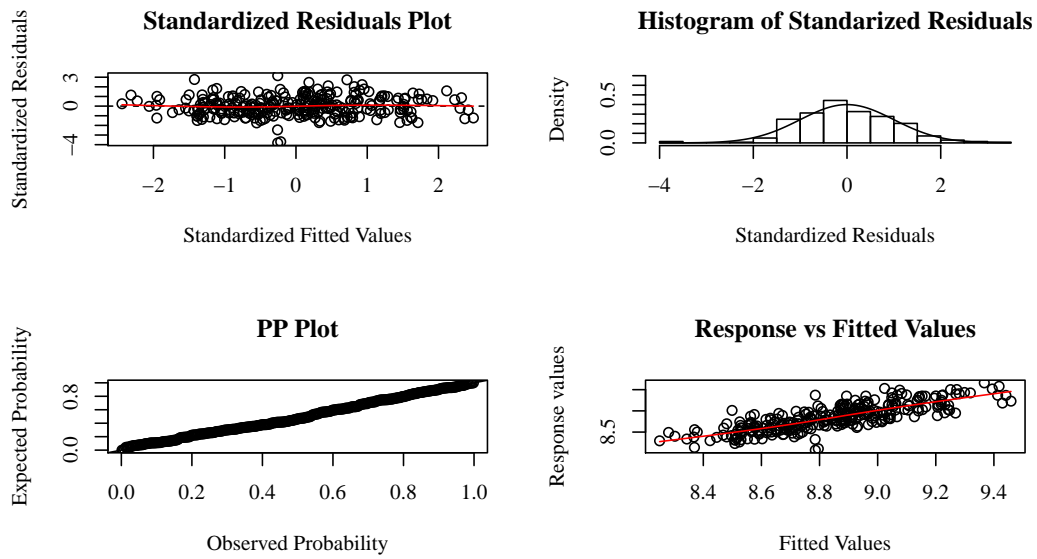 Standardized Residuals Plot
Standardized Residuals
3
0
−4
−2
−1
0
1
2
Standardized Fitted Values
Histogram of Standarized Residuals
Density
0.5
0.0
−4
−2
0
2
Standardized Residuals
PP Plot
Expected Probability
0.8
0.0
0.0
0.2
0.4
0.6
0.8
1.0
Observed Probability
Response vs Fitted Values
Response values
8.5
8.4
8.6
8.8
9.0
9.2
9.4
Fitted Values